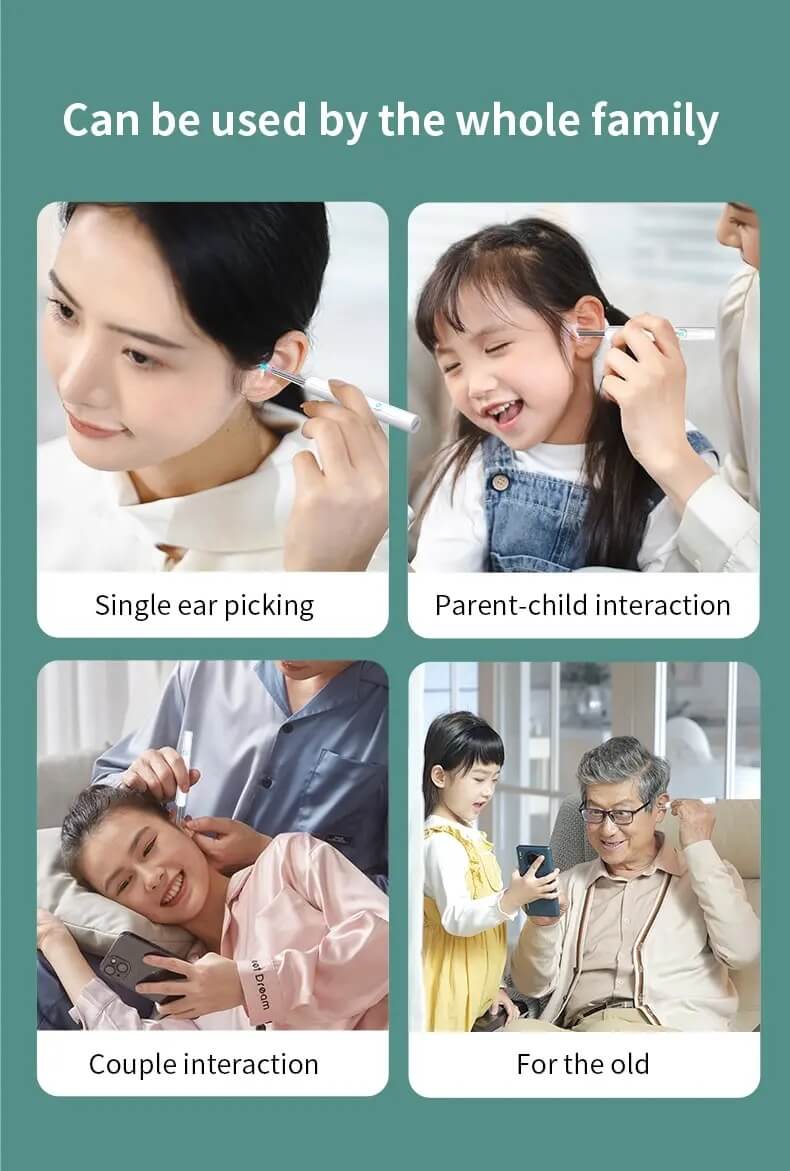 Can be used by the whole family
Single ear picking
Parent-child interaction
Couple interaction
For the old